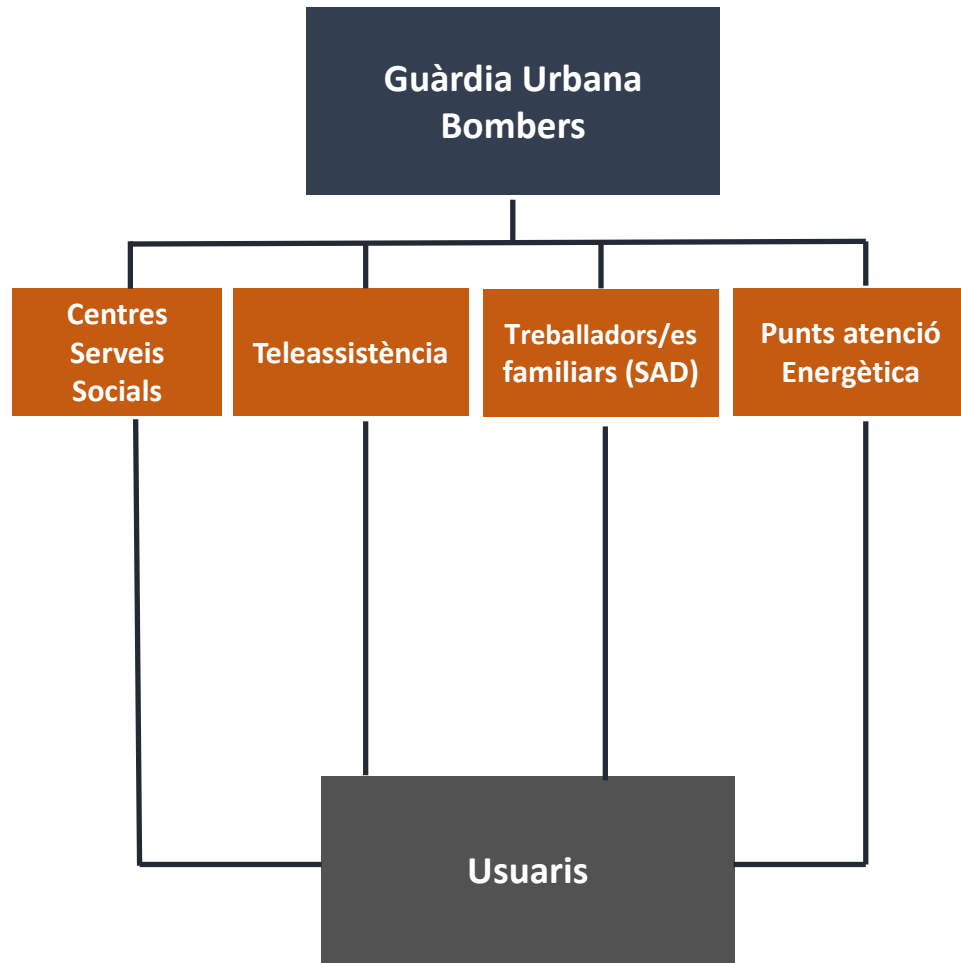 Guàrdia Urbana
Bombers
Centres
Serveis
Socials
Teleassistència
Treballadors/es
familiars (SAD)
Punts atenció
Energètica
Usuaris